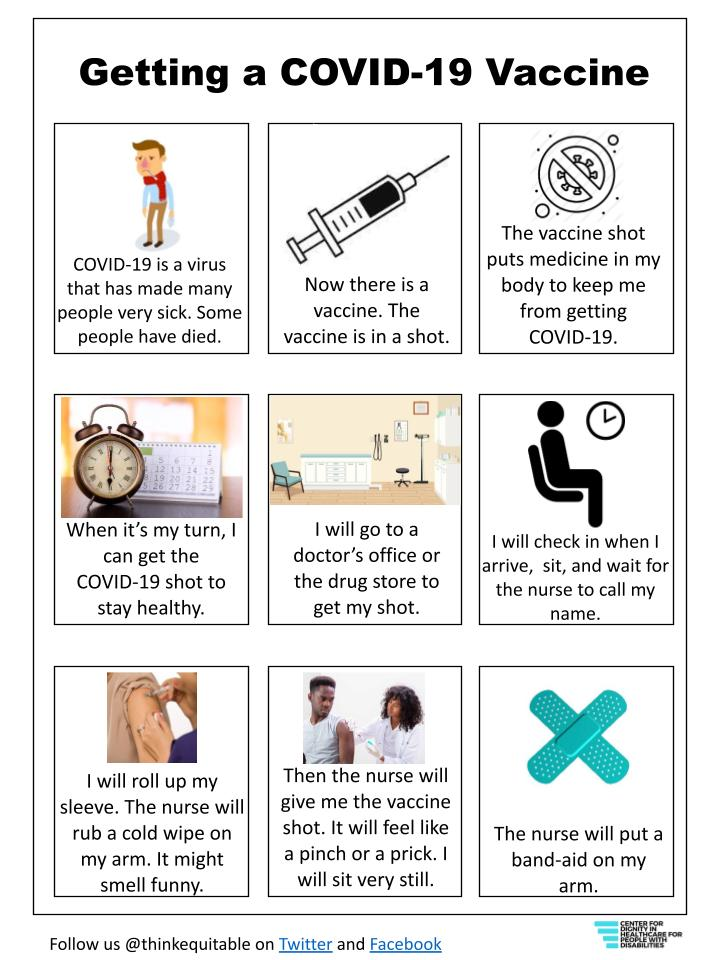 Getting a COVID-19 Vaccine
COVID-19 is a virus
that has made many
people very sick. Some
people have died.
Now there is a
vaccine. The
vaccine is in a shot.
The vaccine shot
puts medicine in my
body to keep me
from getting
COVID-19.
When it’s my turn, I
can get the
COVID-19 shot to
stay healthy.
I will go to a
doctor’s office or
the drug store to
get my shot.
I will check in when I
arrive,  sit, and wait for
the nurse to call my
name.
I will roll up my
sleeve. The nurse will
rub a cold wipe on
my arm. It might
smell funny.
Then the nurse will
give me the vaccine
shot. It will feel like
a pinch or a prick. I
will sit very still.
The nurse will put a
band-aid on my
arm.
Follow us @thinkequitable on Twitter and Facebook
CENTER FOR
DIGNITY IN
HEALTHCARE FOR
PEOPLE WITH
DISABILITIES